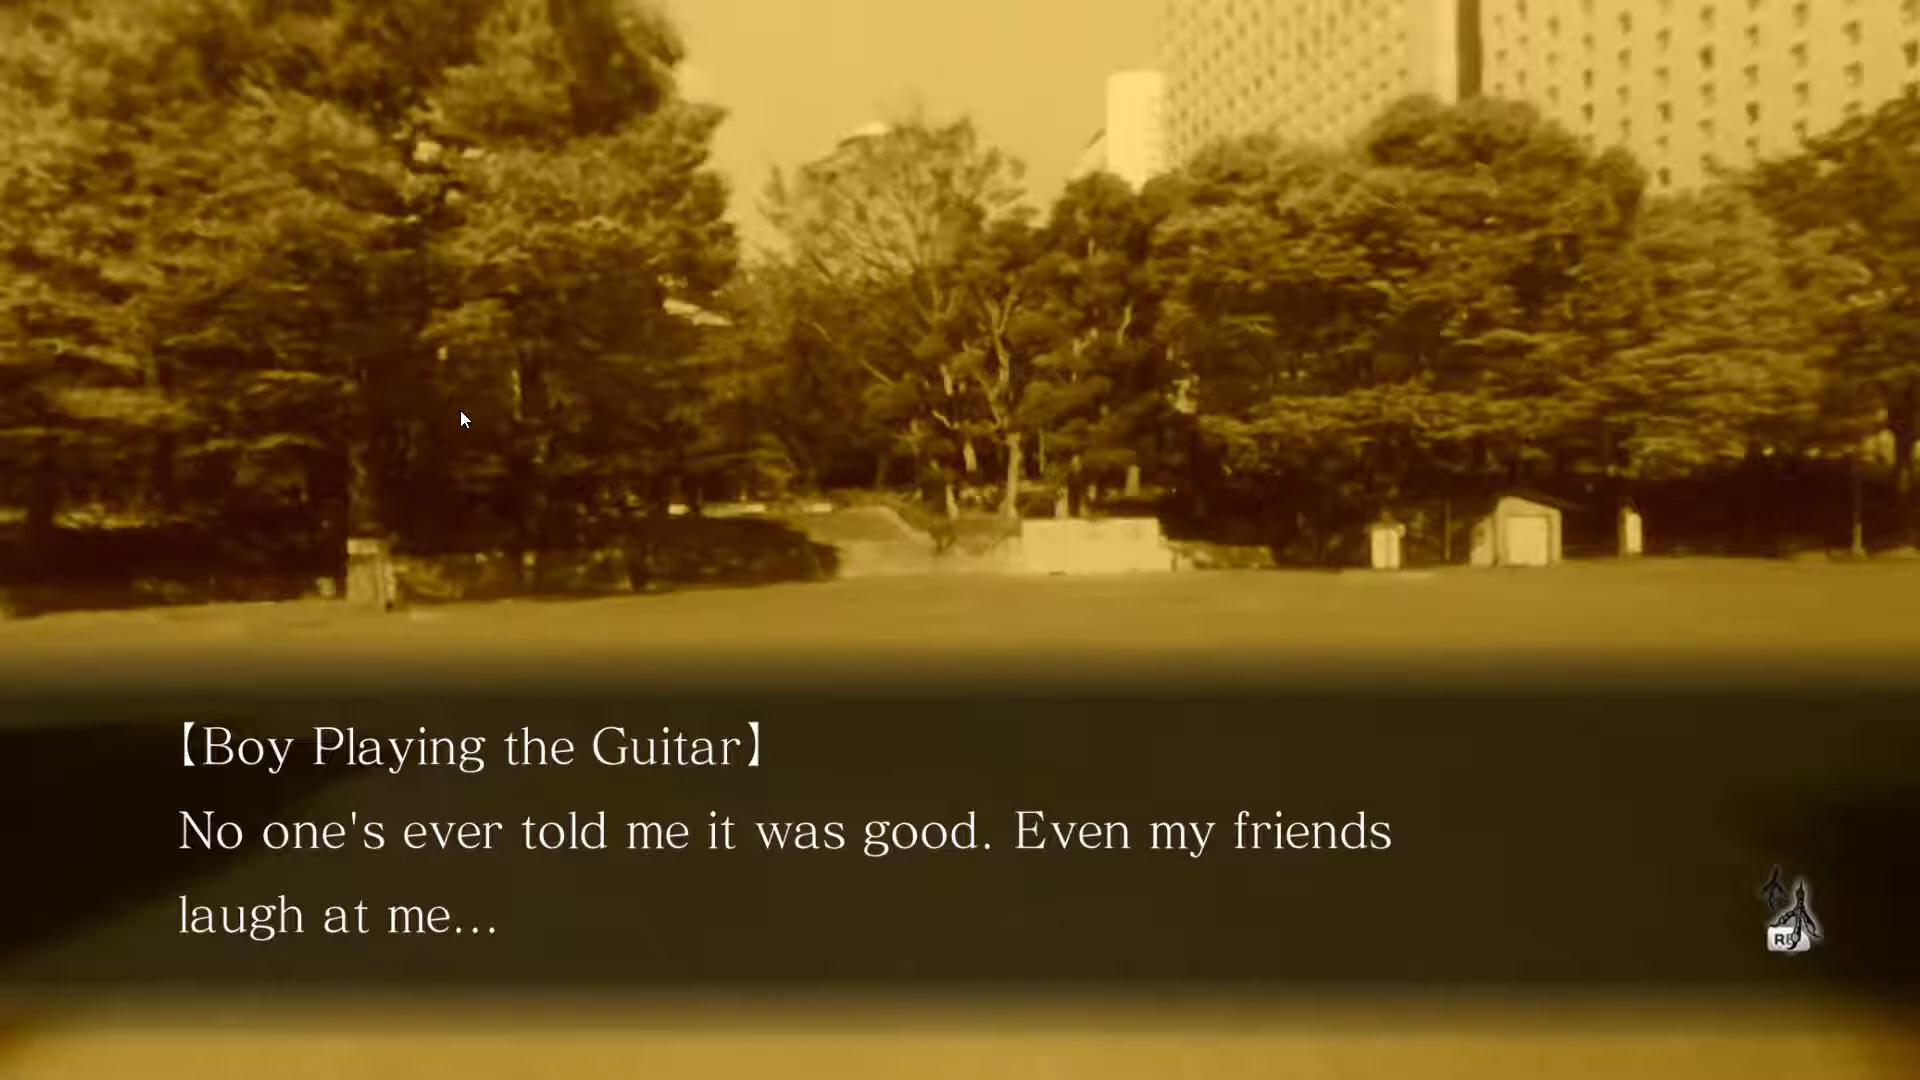 【Boy Playing the Guitar】
No one's ever told me it was good. Even my friends
laugh at me...